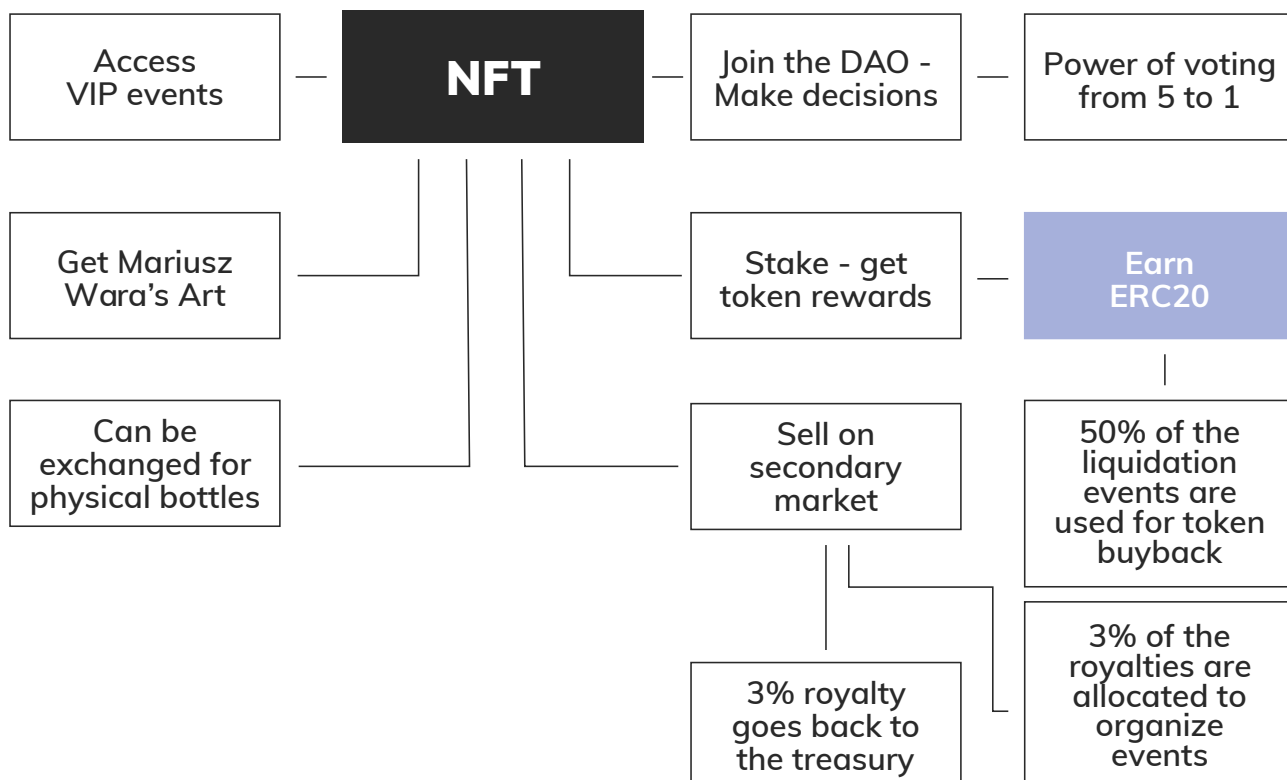 Access
VIP events
NFT
Join the DAO -
Make decisions
Power of voting
from 5 to 1
Get Mariusz
Wara's Art
Stake - get
token rewards
Earn
ERC20
Can be
exchanged for
physical bottles
Sell on
secondary
market
50% of the
liquidation
events are
used for token
buyback
3% royalty
goes back to
the treasury
3% of the
royalties are
allocated to
organize
events